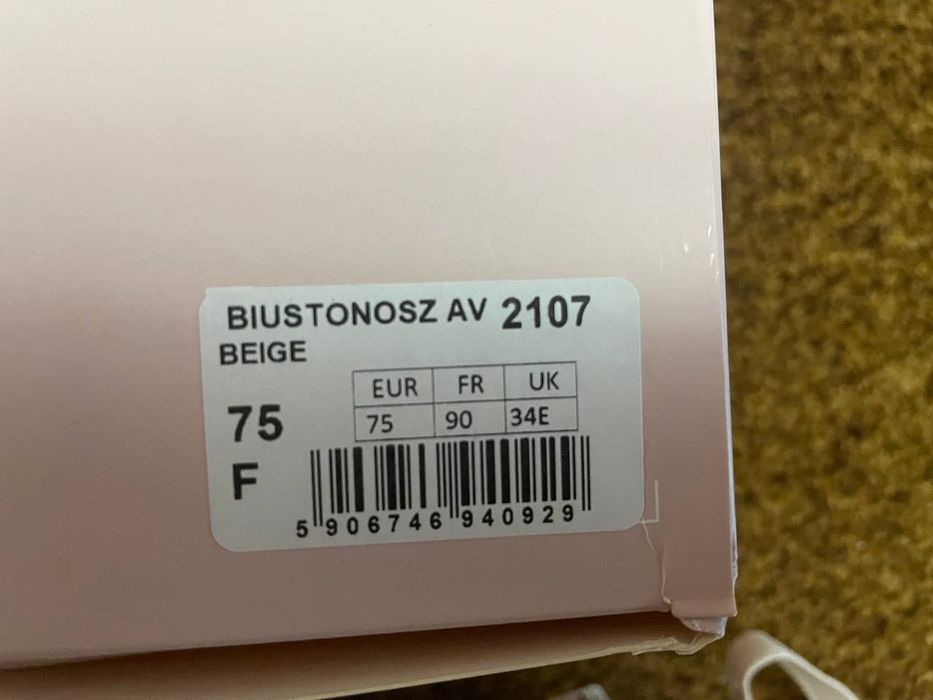 BIUSTONOSZ AV 2107
BEIGE
75
F
EUR FR UK
75 90 34E
5 906746 940929